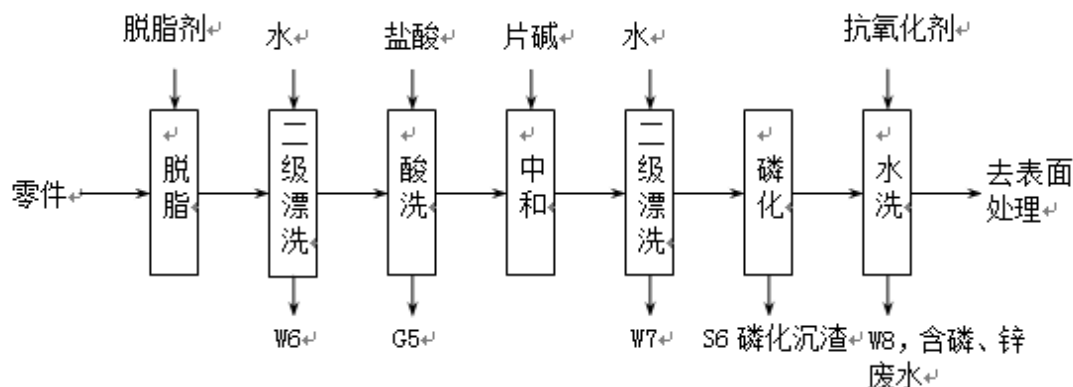 脱脂剂
水
盐酸
片碱
水
抗氧化剂
零件
脱脂
二级漂洗
酸洗
中和
二级漂洗
磷化
水洗
去表面
处理
W6
G5
W7
S6 磷化沉渣
W8，含磷、锌
废水